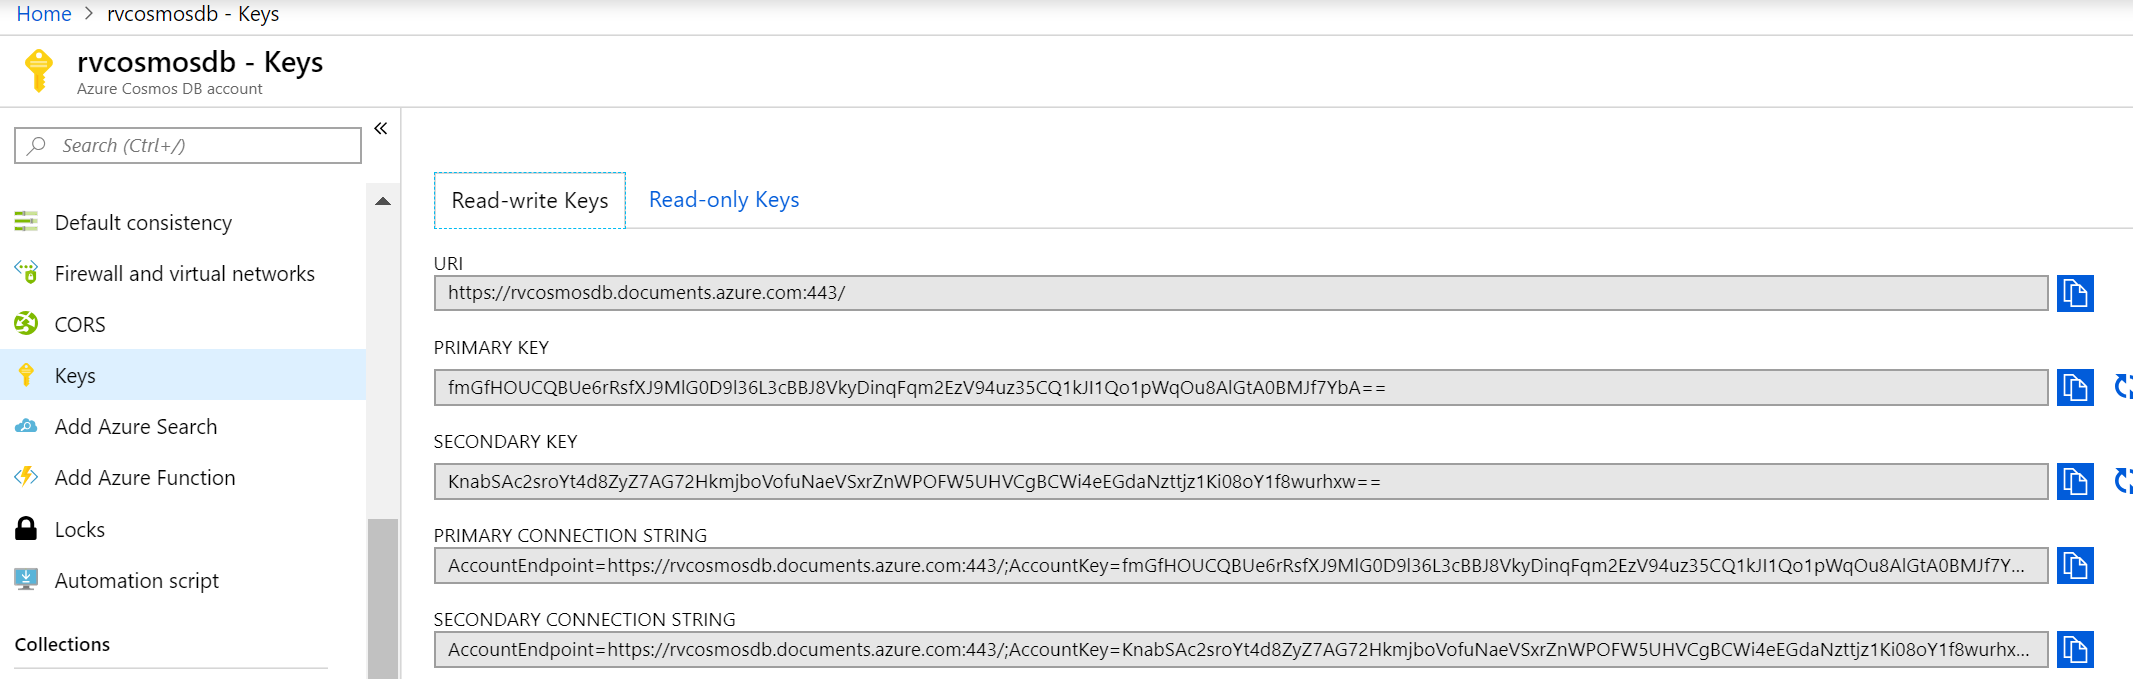 Home > rvcosmosdb - Keys
rvcosmosdb - Keys
Azure Cosmos DB account
Search (Ctrl+/)
«
Default consistency
Firewall and virtual networks
CORS
Keys
Add Azure Search
Add Azure Function
Locks
Automation script
Collections
Read-write Keys
Read-only Keys
URI
https://rvcosmosdb.documents.azure.com:443/
PRIMARY KEY
fmGfHOUCQBUe6rRsfXJ9MlG0D9l36L3cBBJ8VkyDinqFqm2EzV94uz35CQ1kJI1Qo1pWqOu8AlGtA0BMJf7YbA==
SECONDARY KEY
KnabSAc2sroYt4d8ZyZ7AG72HkmjboVofuNaeVSxrZnWPOFW5UHVCgBCWi4eEGdaNzttjz1Ki08oY1f8wurhxw==
PRIMARY CONNECTION STRING
AccountEndpoint=https://rvcosmosdb.documents.azure.com:443/;AccountKey=fmGfHOUCQBUe6rRsfXJ9MlG0D9l36L3cBBJ8VkyDinqFqm2EzV94uz35CQ1kJI1Qo1pWqOu8AlGtA0BMJf7Y...
SECONDARY CONNECTION STRING
AccountEndpoint=https://rvcosmosdb.documents.azure.com:443/;AccountKey=KnabSAc2sroYt4d8ZyZ7AG72HkmjboVofuNaeVSxrZnWPOFW5UHVCgBCWi4eEGdaNzttjz1Ki08oY1f8wurhx...